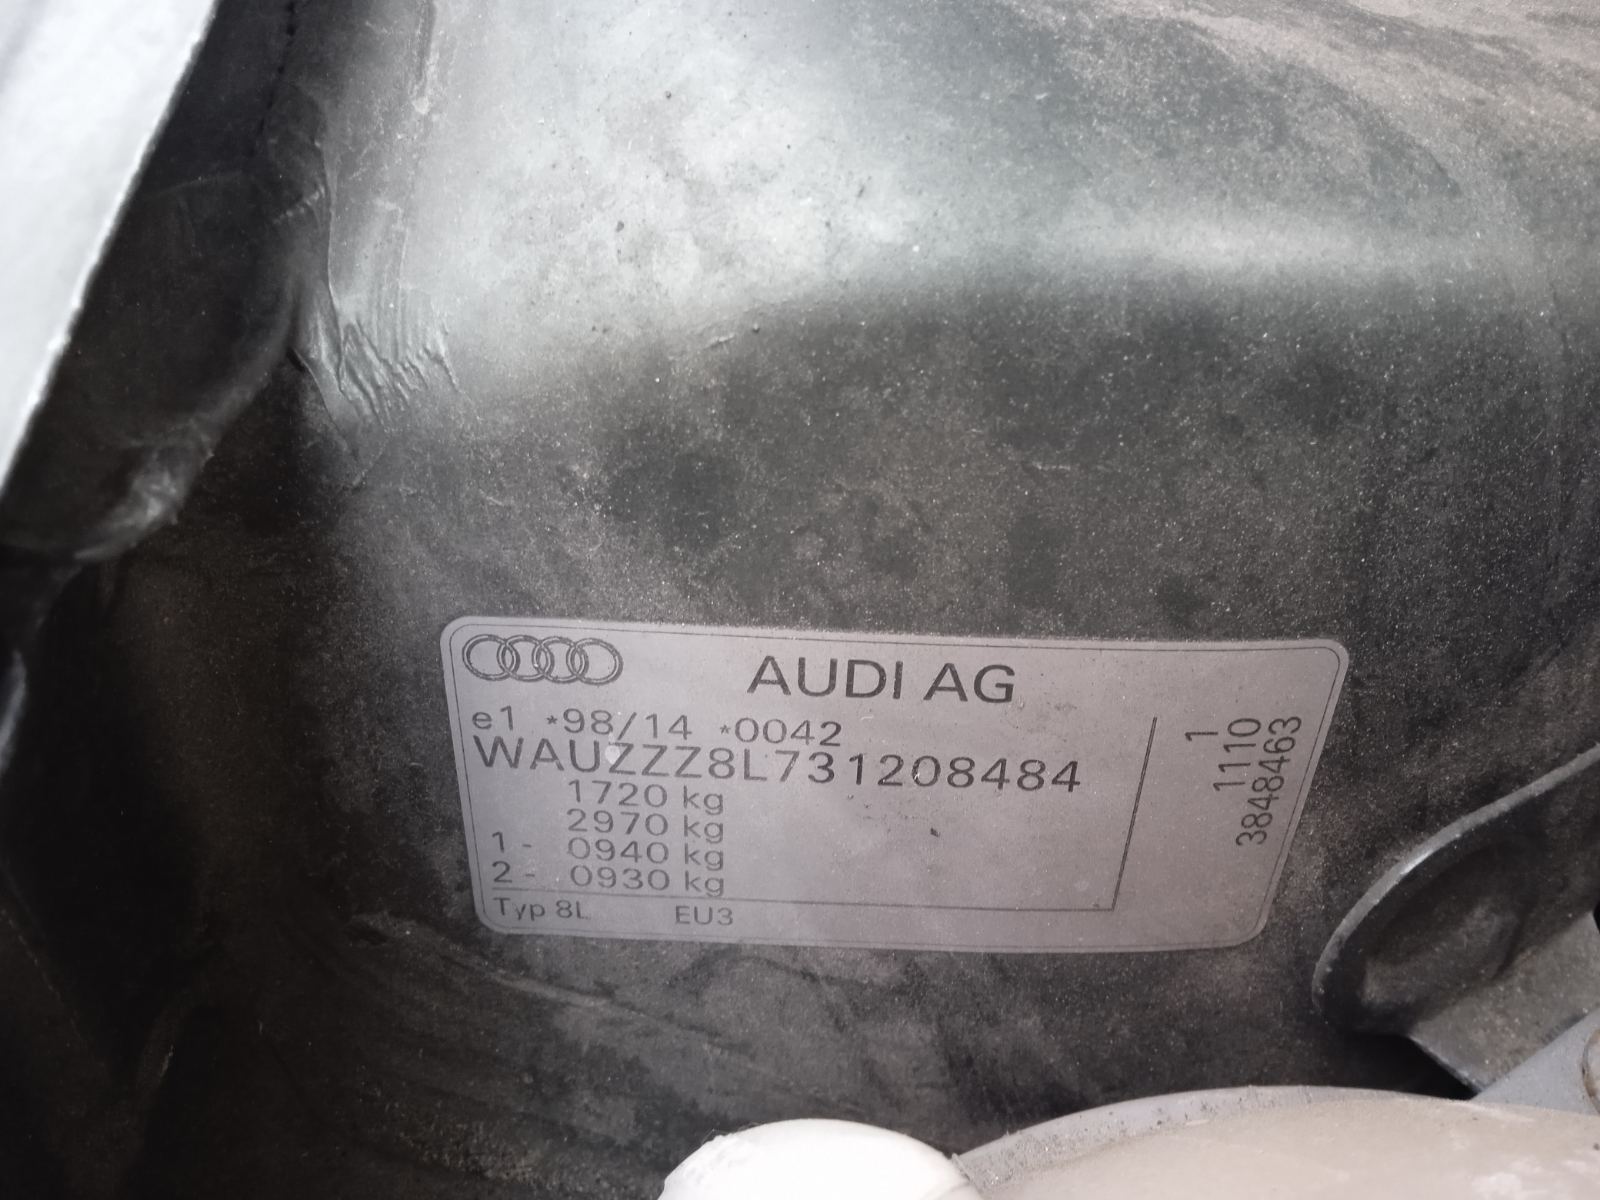 AUDI AG
e1 *98/14 *0042
WAUZZZ8L731208484
1720 kg
2970 kg
1 - 0940 kg
2 - 0930 kg
Typ 8L EU3
1
1110
3848463